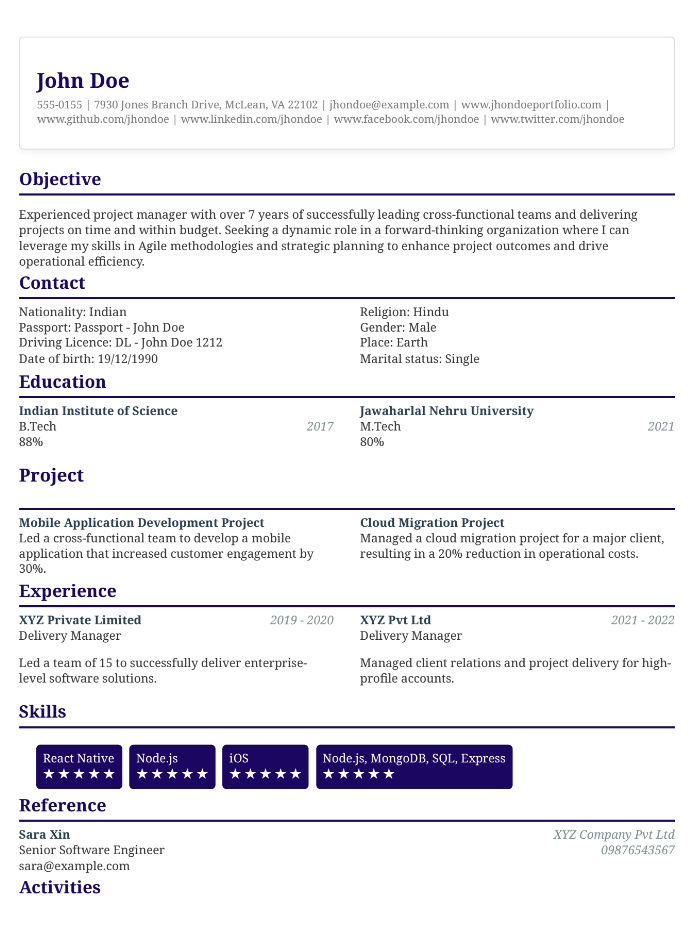 John Doe
555-0155 | 7930 Jones Branch Drive, McLean, VA 22102 | jhondoe@example.com | www.jhondoeportfolio.com |
www.github.com/jhondoe | www.linkedin.com/jhondoe | www.facebook.com/jhondoe | www.twitter.com/jhondoe
Objective
Experienced project manager with over 7 years of successfully leading cross-functional teams and delivering
projects on time and within budget. Seeking a dynamic role in a forward-thinking organization where I can
leverage my skills in Agile methodologies and strategic planning to enhance project outcomes and drive
operational efficiency.
Contact
Nationality: Indian
Passport: Passport - John Doe
Driving Licence: DL - John Doe 1212
Date of birth: 19/12/1990
Religion: Hindu
Gender: Male
Place: Earth
Marital status: Single
Education
Indian Institute of Science
B.Tech 2017
88%
Jawaharlal Nehru University
M.Tech 2021
80%
Project
Mobile Application Development Project
Led a cross-functional team to develop a mobile
application that increased customer engagement by
30%.
Cloud Migration Project
Managed a cloud migration project for a major client,
resulting in a 20% reduction in operational costs.
Experience
XYZ Private Limited 2019 - 2020
Delivery Manager
Led a team of 15 to successfully deliver enterprise-
level software solutions.
XYZ Pvt Ltd 2021 - 2022
Delivery Manager
Managed client relations and project delivery for high-
profile accounts.
Skills
React Native
★★★★★
Node.js
★★★★★
iOS
★★★★★
Node.js, MongoDB, SQL, Express
★★★★★
Reference
Sara Xin XYZ Company Pvt Ltd
Senior Software Engineer 09876543567
sara@example.com
Activities